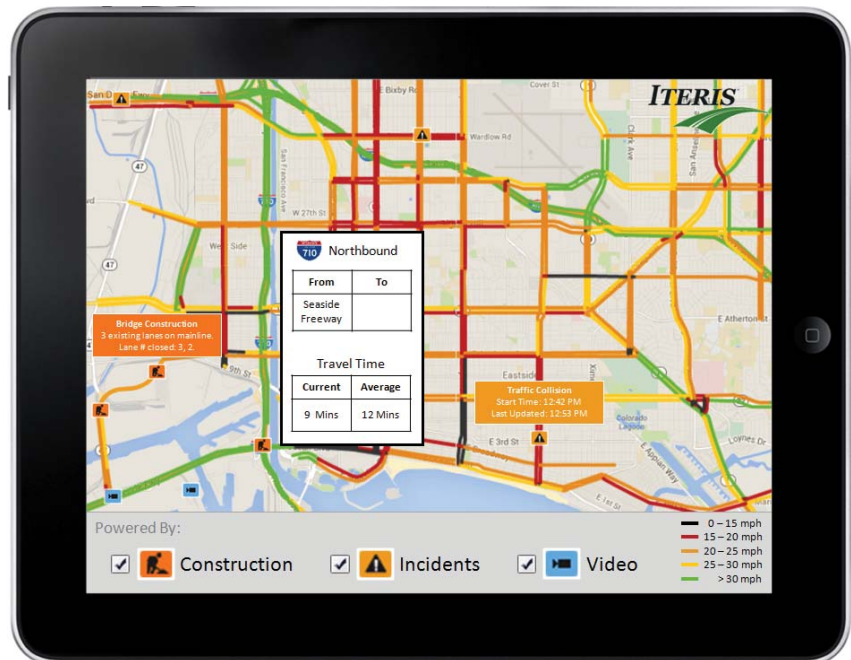 San D
E Bixby Rd
Cover St
ITERIS
Clark Ave
Wardlow Rd
San Francisco Ave
47
W 27th St
West Side
47
710 Northbound
From To
Seaside
Freeway
Travel Time
Current Average
9 Mins 12 Mins
Bridge Construction
3 existing lanes on mainline.
Lane # closed: 3, 2.
9th St
E Atherton St
Eastside
Traffic Collision
Start Time: 12:42 PM
Last Updated: 12:53 PM
Colorado
Lagoon
E 3rd St
Loynes Dr
E Appian Way
E 1st St
Powered By:
Construction
Incidents
Video
0 – 15 mph
15 – 20 mph
20 – 25 mph
25 – 30 mph
> 30 mph